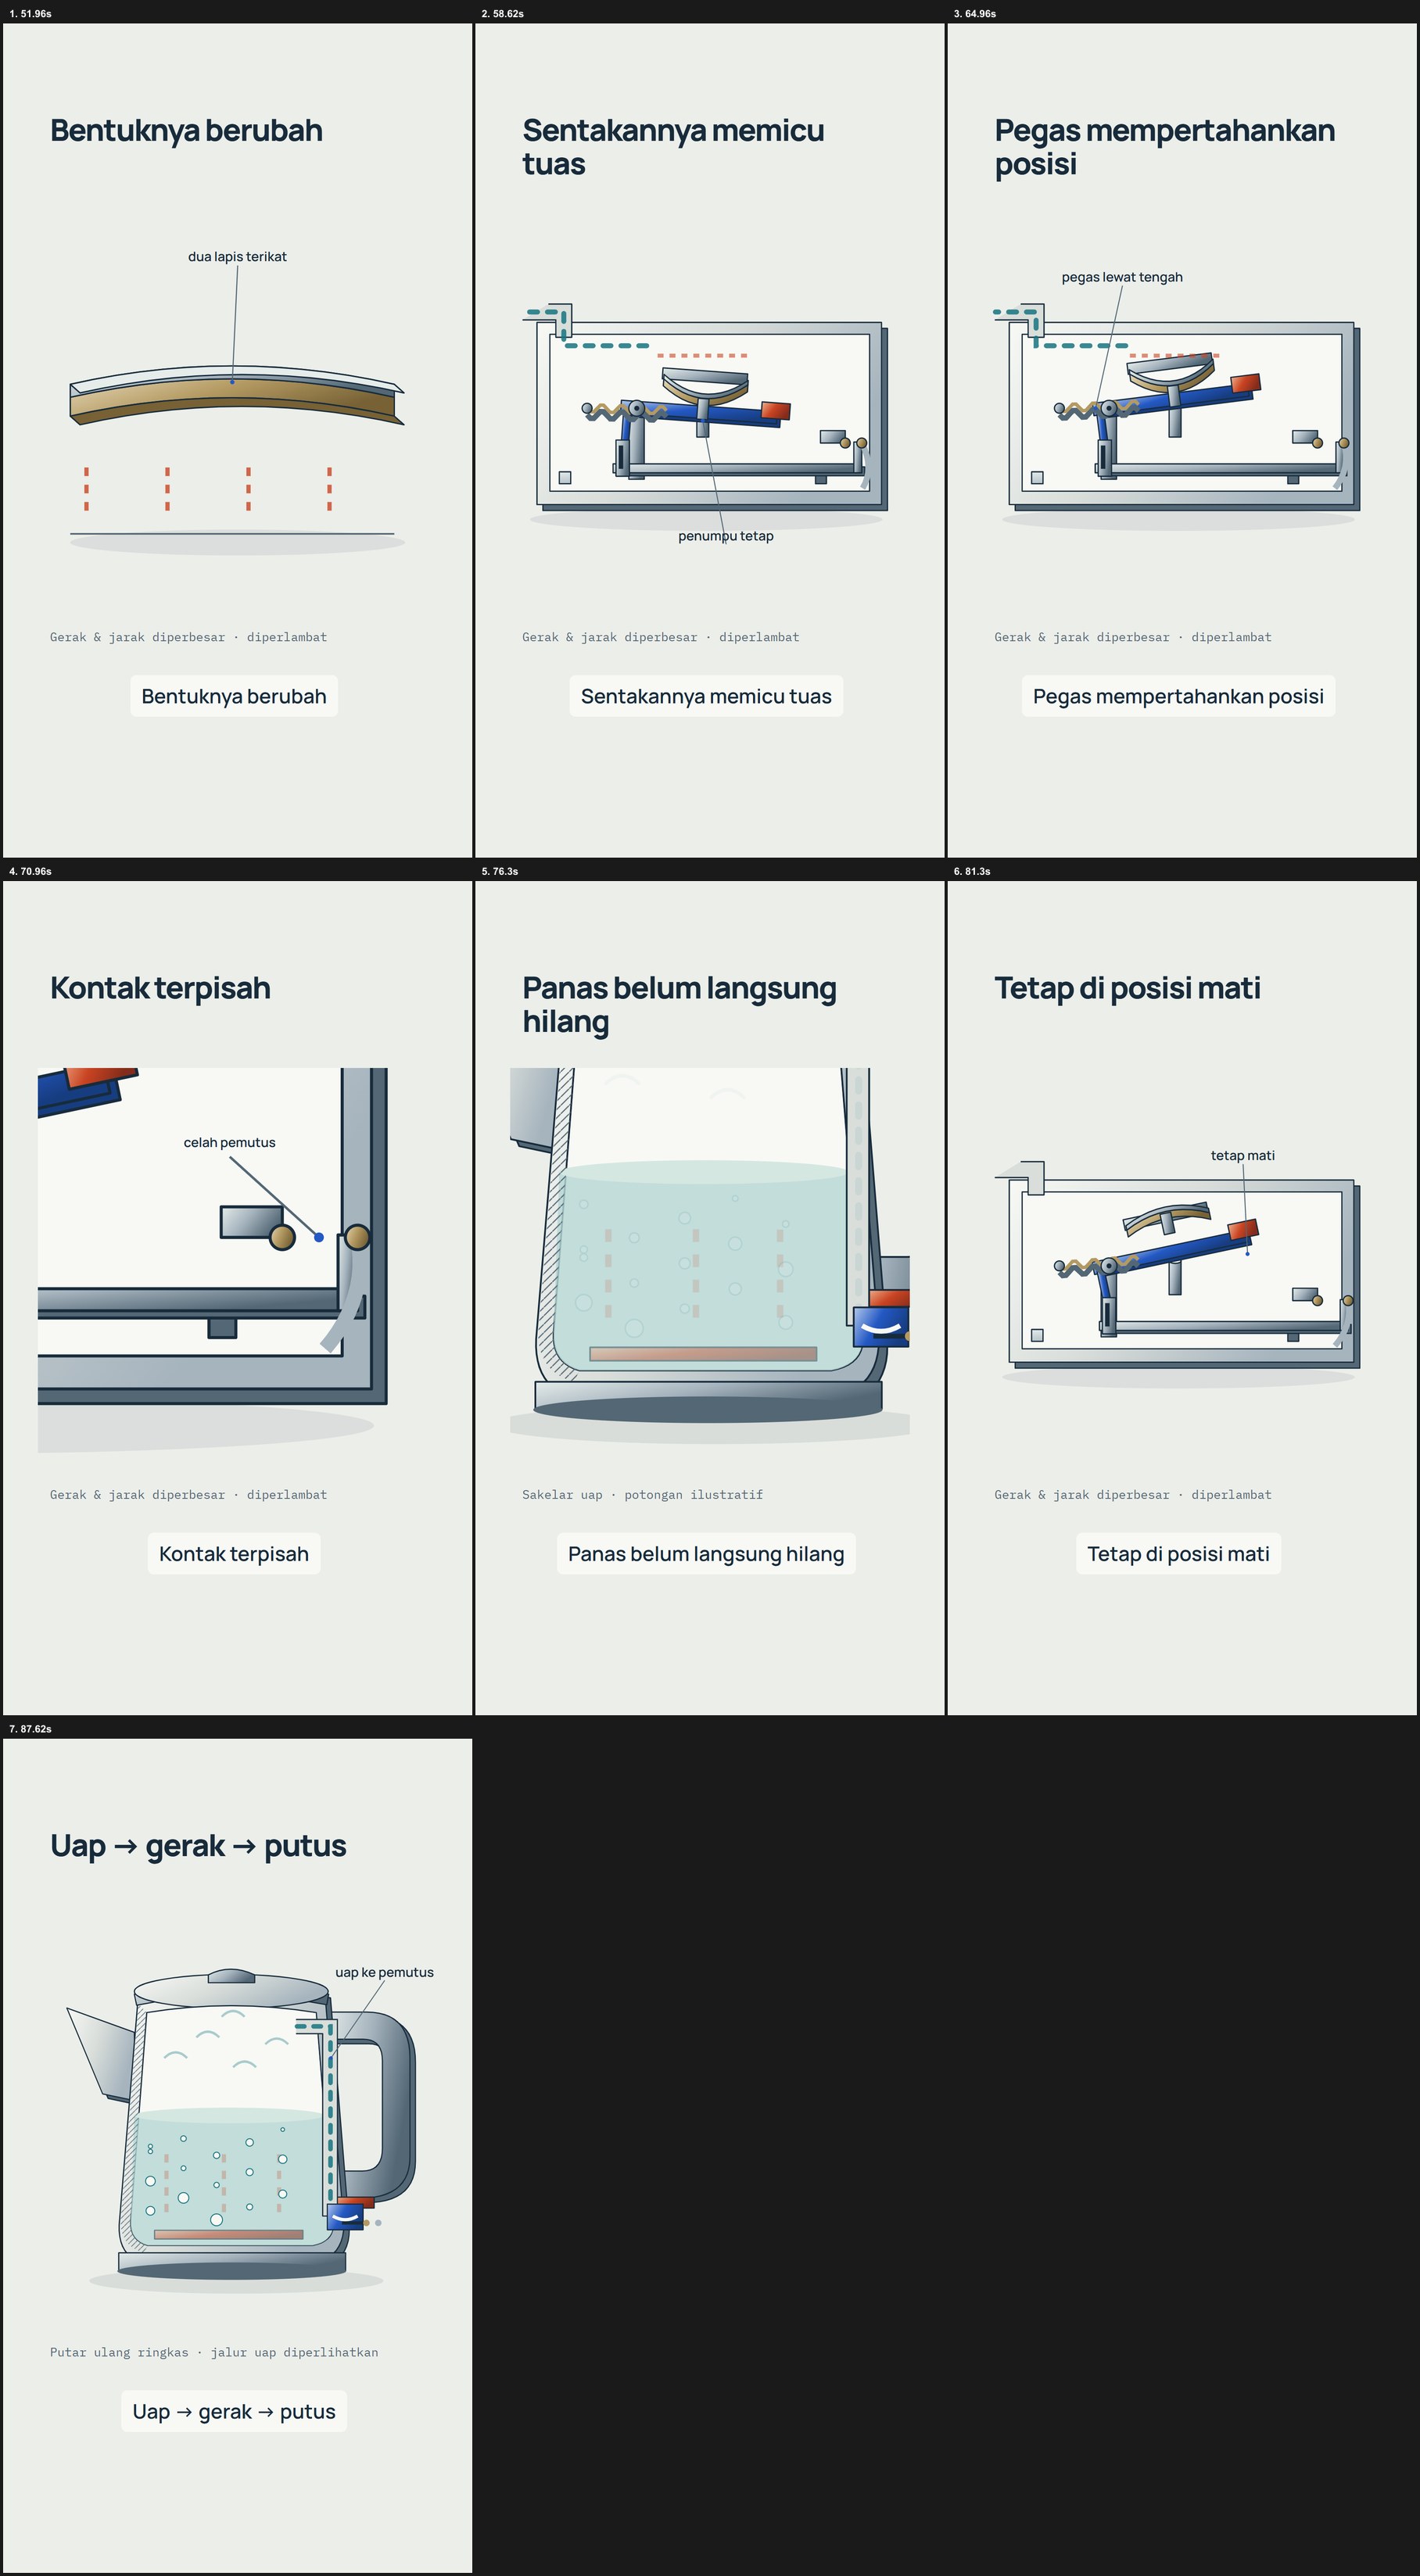 1. 51.96s
Bentuknya berubah
dua lapis terikat
Gerak & jarak diperbesar · diperlambat
Bentuknya berubah
2. 58.62s
Sentakannya memicu
tuas
penumpu tetap
Gerak & jarak diperbesar · diperlambat
Sentakannya memicu tuas
3. 64.96s
Pegas mempertahankan
posisi
pegas lewat tengah
Gerak & jarak diperbesar · diperlambat
Pegas mempertahankan posisi
4. 70.96s
Kontak terpisah
celah pemutus
Gerak & jarak diperbesar · diperlambat
Kontak terpisah
5. 76.3s
Panas belum langsung
hilang
Sakelar uap · potongan ilustratif
Panas belum langsung hilang
6. 81.3s
Tetap di posisi mati
tetap mati
Gerak & jarak diperbesar · diperlambat
Tetap di posisi mati
7. 87.62s
Uap → gerak → putus
uap ke pemutus
Putar ulang ringkas · jalur uap diperlihatkan
Uap → gerak → putus